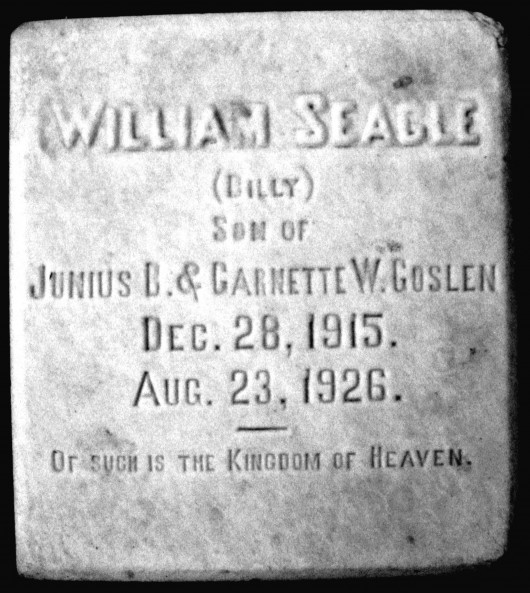 WILLIAM SEAGLE
(BILLY)
SON OF
JUNIUS B. & GARNETTE W. GOSLEN
DEC. 28, 1915.
AUG. 23, 1926.
OF SUCH IS THE KINGDOM OF HEAVEN.